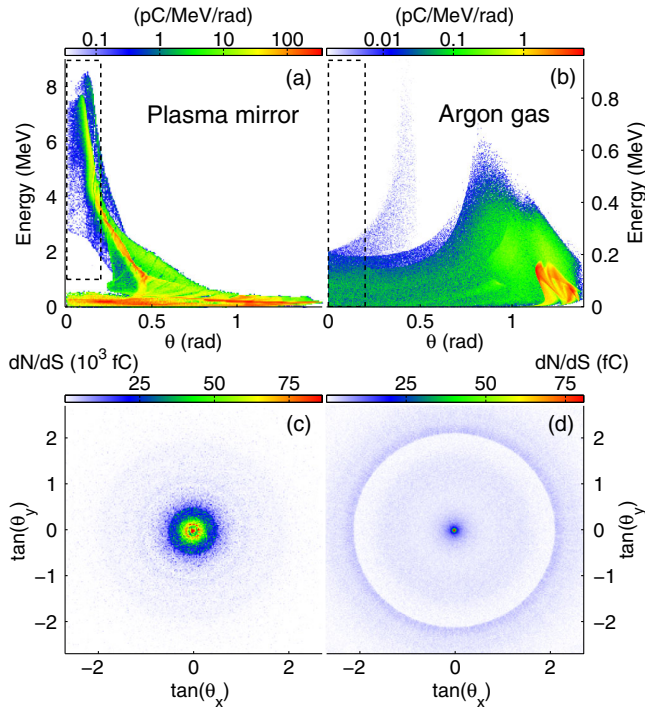 (pC/MeV/rad) (pC/MeV/rad)
0.1 1 10 100 0.01 0.1 1
(a) (b)
Plasma mirror Argon gas
Energy (MeV)
8
6
4
2
0
Energy (MeV)
0.8
0.6
0.4
0.2
0
0 0.5 1 0 0.5 1
θ (rad) θ (rad)
dN/dS (10³ fC) dN/dS (fC)
25 50 75 25 50 75
(c) (d)
tan(θ_y)
2
1
0
−1
−2
tan(θ_y)
2
1
0
−1
−2
−2 0 2 −2 0 2
tan(θ_x) tan(θ_x)